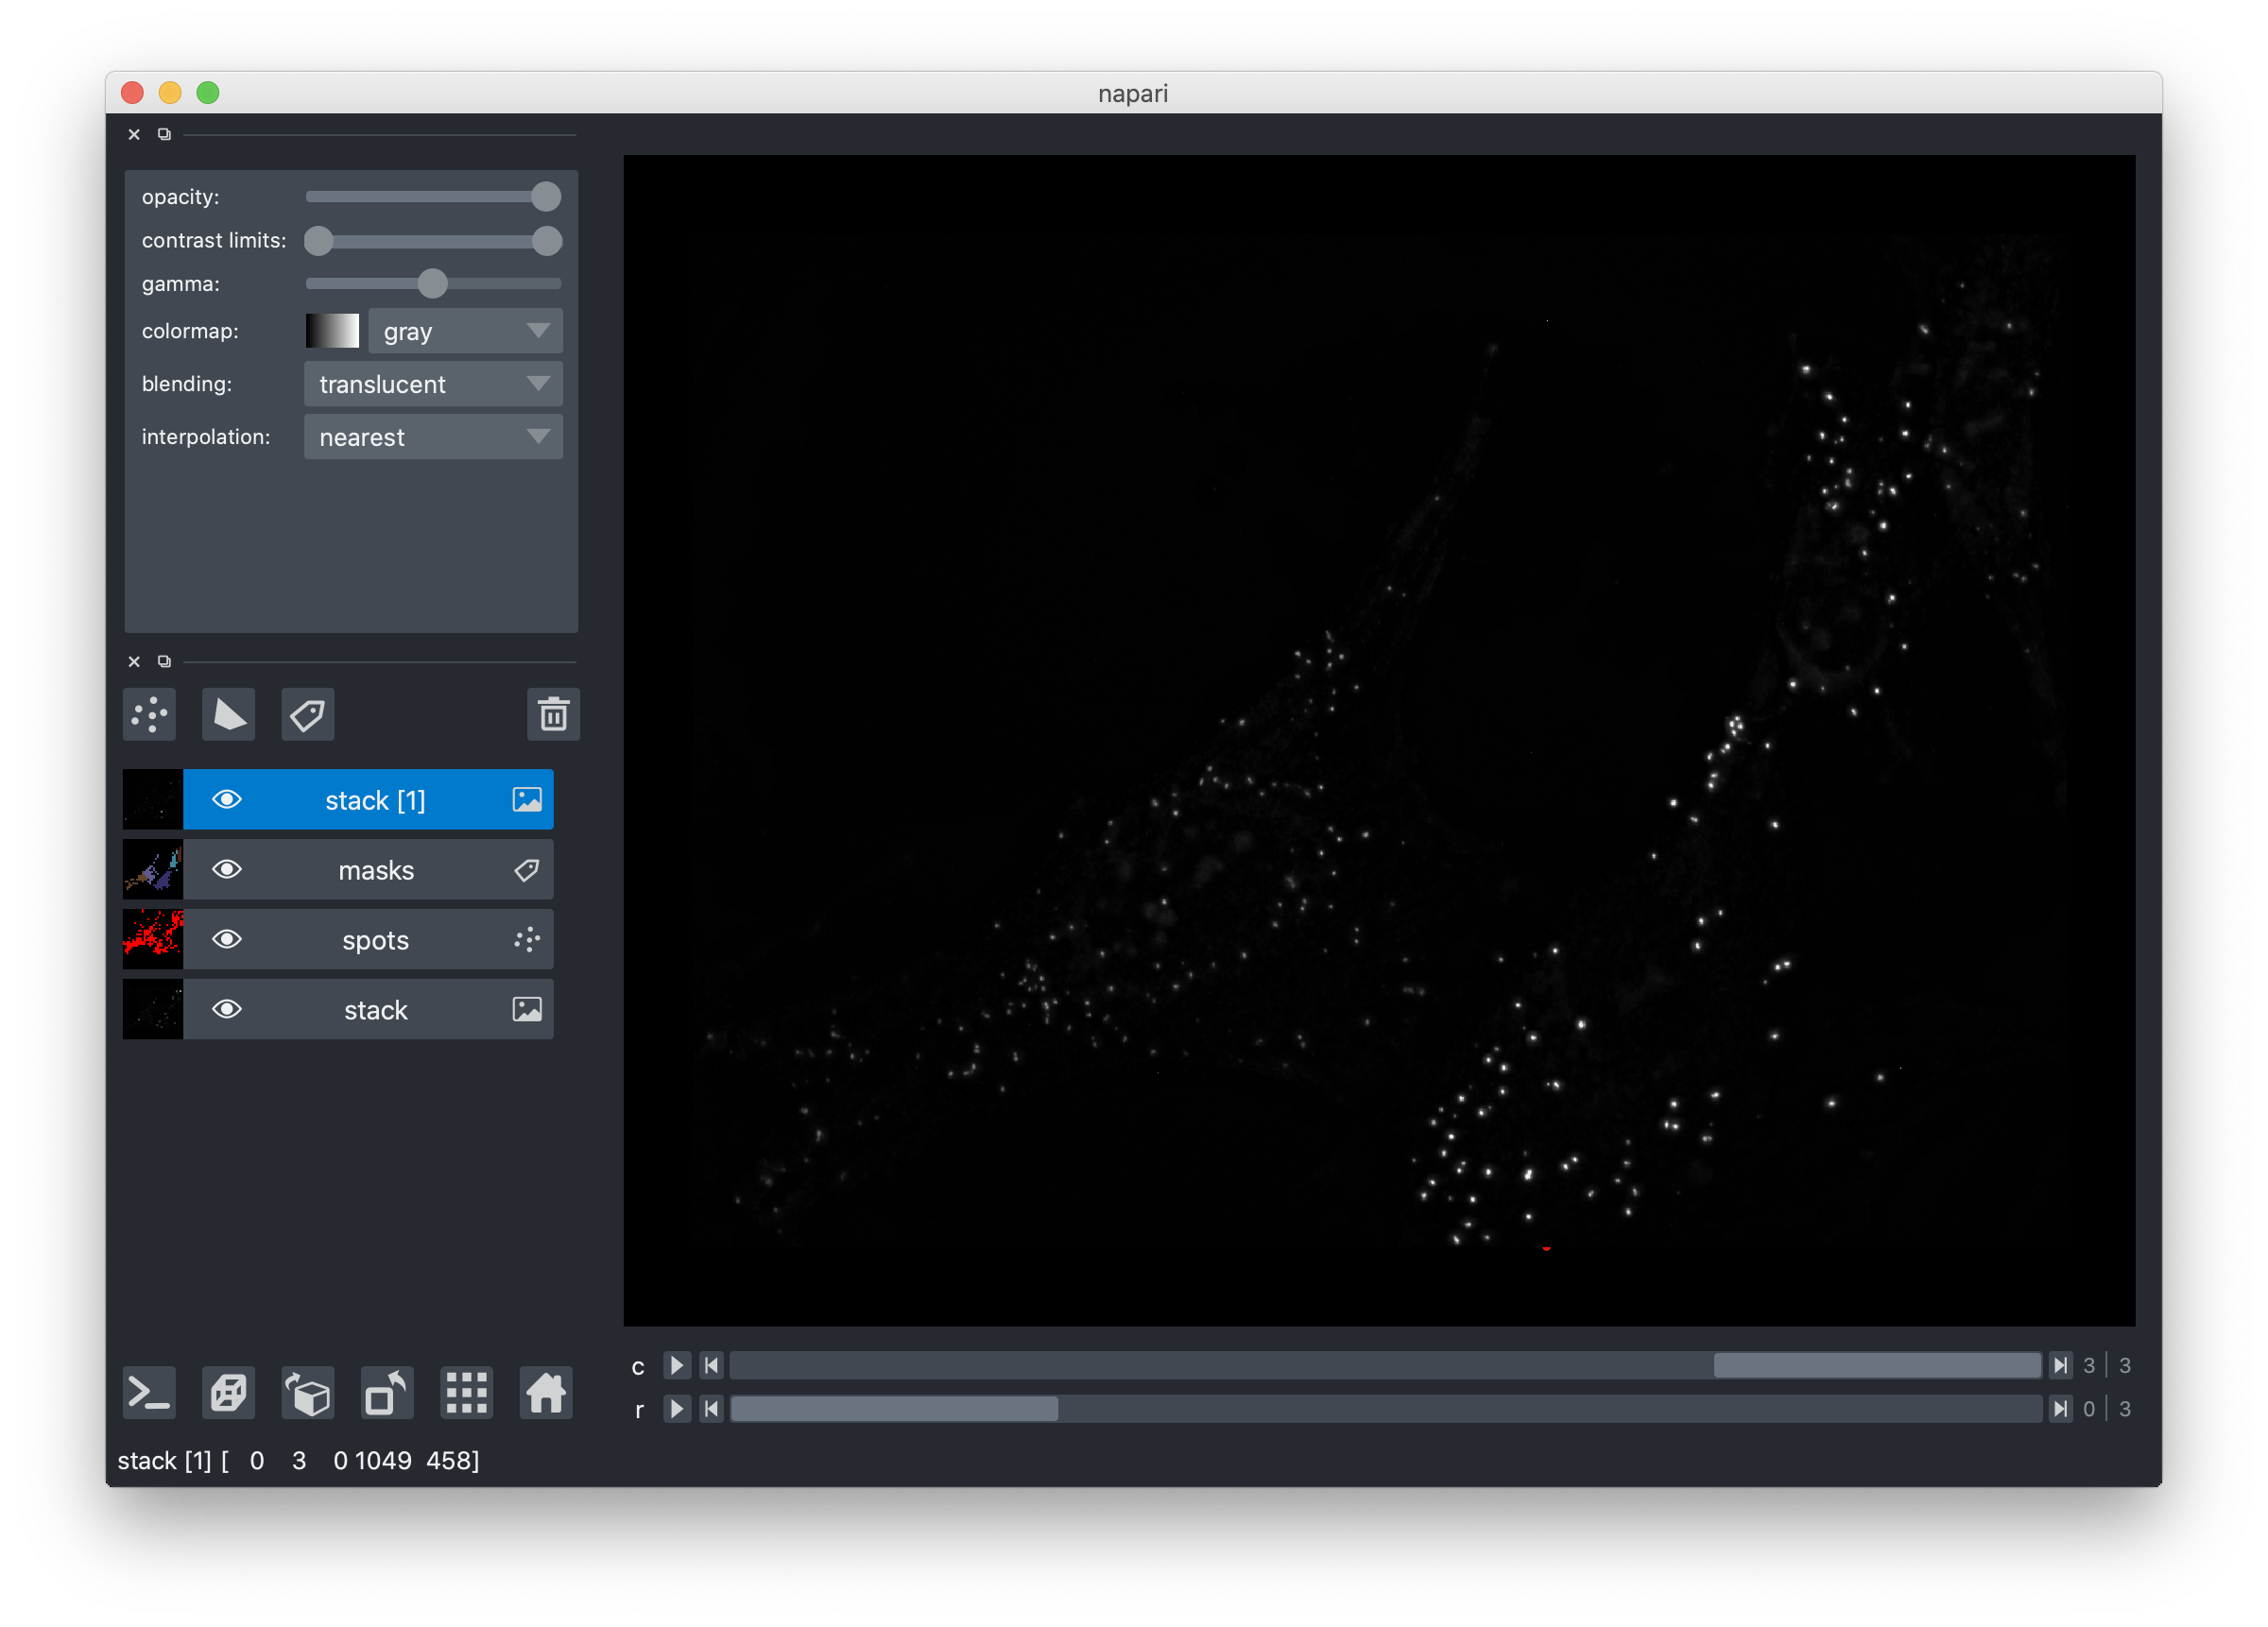 napari
opacity:
contrast limits:
gamma:
colormap: gray
blending: translucent
interpolation: nearest
stack [1]
masks
spots
stack
c 3 3
r 0 3
stack [1] [ 0 3 0 1049 458]